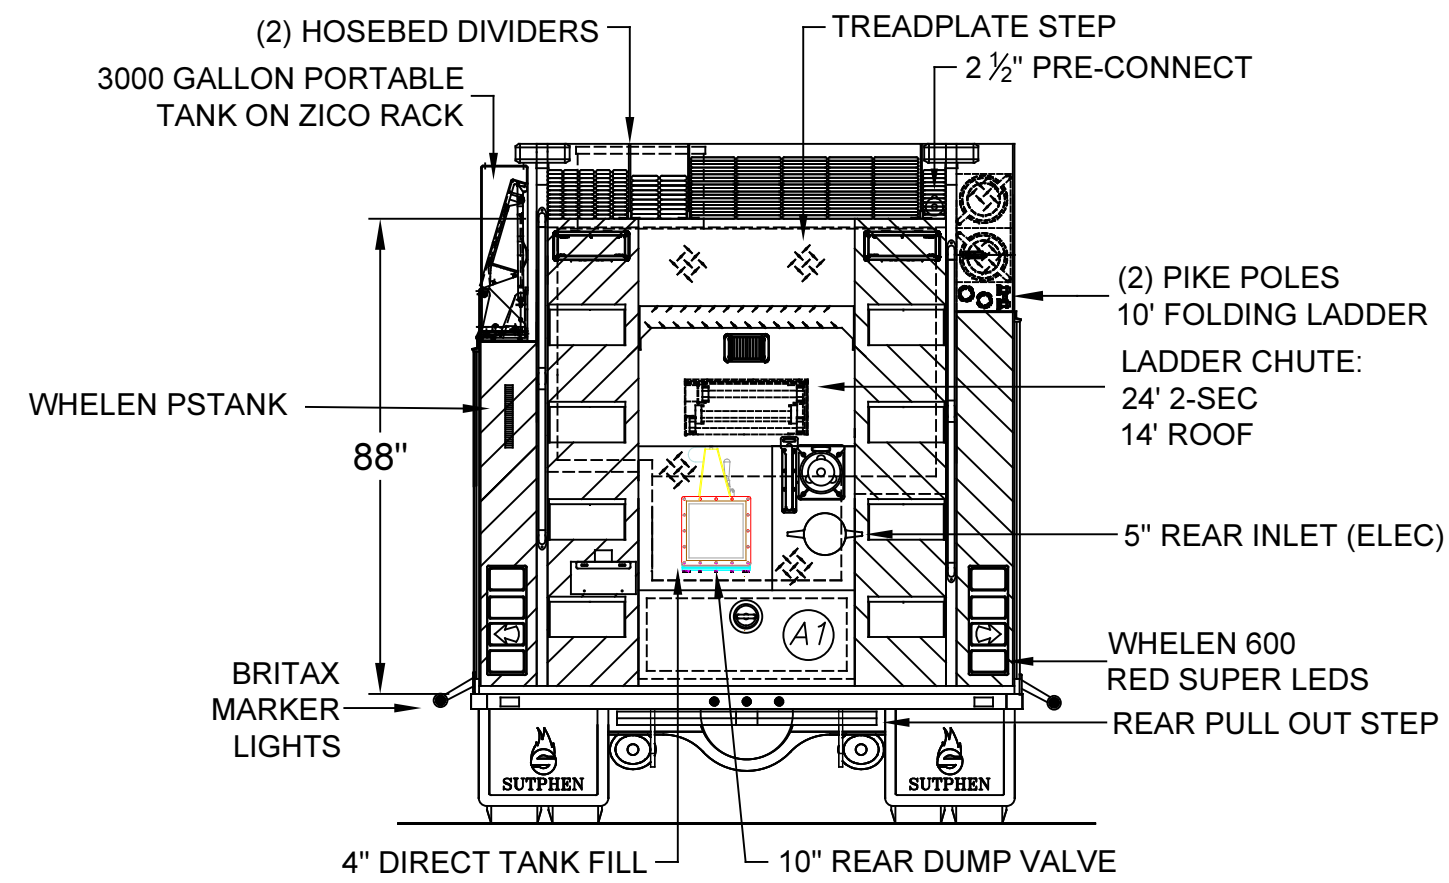 (2) HOSEBED DIVIDERS
TREADPLATE STEP
3000 GALLON PORTABLE
TANK ON ZICO RACK
2 ½" PRE-CONNECT
(2) PIKE POLES
10' FOLDING LADDER
LADDER CHUTE:
24' 2-SEC
14' ROOF
WHELEN PSTANK
88"
5" REAR INLET (ELEC)
A1
WHELEN 600
RED SUPER LEDS
BRITAX
MARKER
LIGHTS
REAR PULL OUT STEP
SUTPHEN
SUTPHEN
4" DIRECT TANK FILL
10" REAR DUMP VALVE